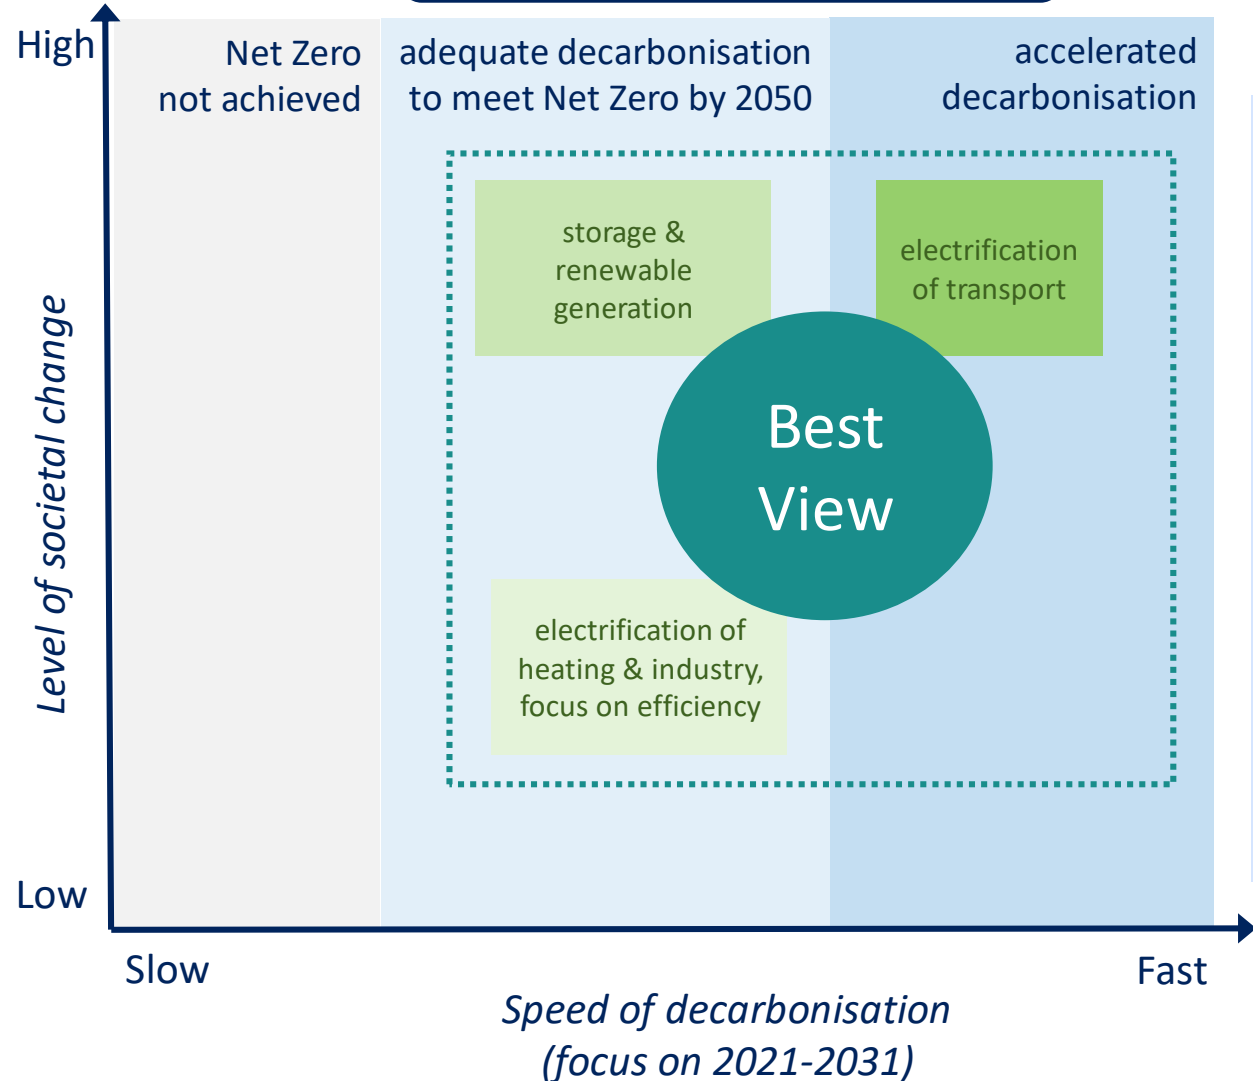 High
Net Zero
not achieved
adequate decarbonisation
to meet Net Zero by 2050
accelerated
decarbonisation
storage &
renewable
generation
electrification
of transport
Best
View
electrification of
heating & industry,
focus on efficiency
Level of societal change
Low
Slow
Fast
Speed of decarbonisation
(focus on 2021-2031)